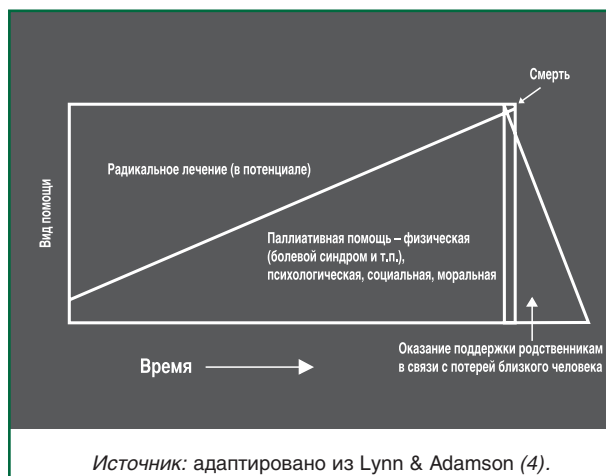 Смерть
Радикальное лечение (в потенциале)
Вид помощи
Паллиативная помощь – физическая
(болевой синдром и т.п.),
психологическая, социальная, моральная
Время
Оказание поддержки родственникам
в связи с потерей близкого человека
Источник: адаптировано из Lynn & Adamson (4).